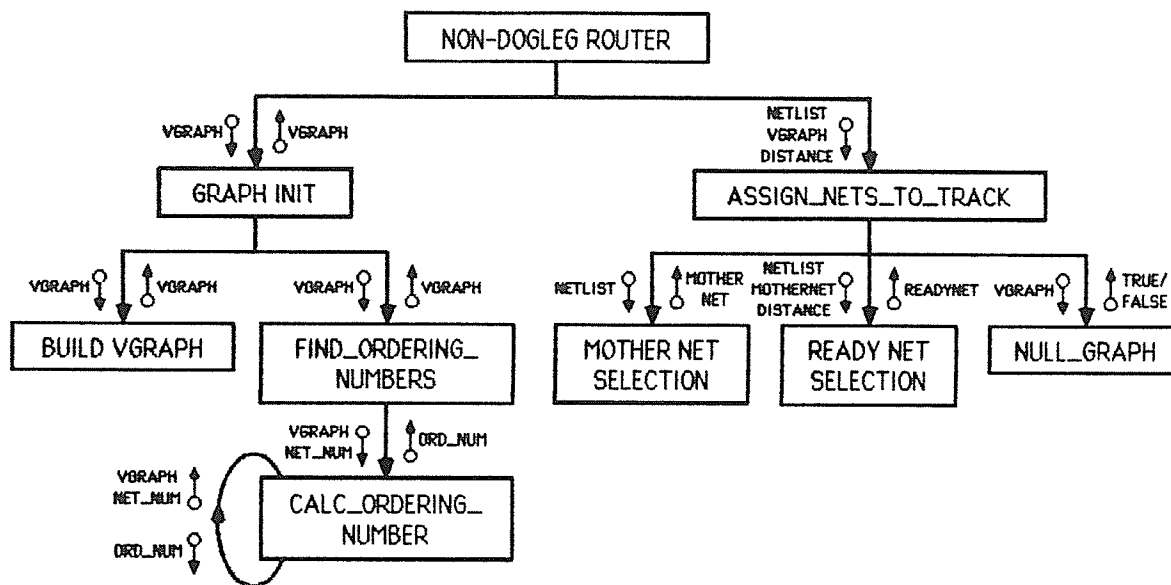 NON-DOGLEG ROUTER
VGRAPH
VGRAPH
NETLIST
VGRAPH
DISTANCE
GRAPH INIT
ASSIGN_NETS_TO_TRACK
VGRAPH
VGRAPH
VGRAPH
VGRAPH
NETLIST
MOTHER
NET
NETLIST
MOTHERNET
DISTANCE
READYNET
VGRAPH
TRUE/
FALSE
BUILD VGRAPH
FIND_ORDERING_
NUMBERS
MOTHER NET
SELECTION
READY NET
SELECTION
NULL_GRAPH
VGRAPH
NET_NUM
ORD_NUM
VGRAPH
NET_NUM
ORD_NUM
CALC_ORDERING_
NUMBER